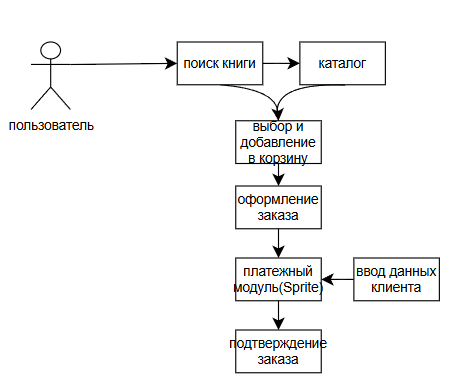 поиск книги
каталог
пользователь
выбор и
добавление
в корзину
оформление
заказа
платежный
модуль(Sprite)
ввод данных
клиента
подтверждение
заказа